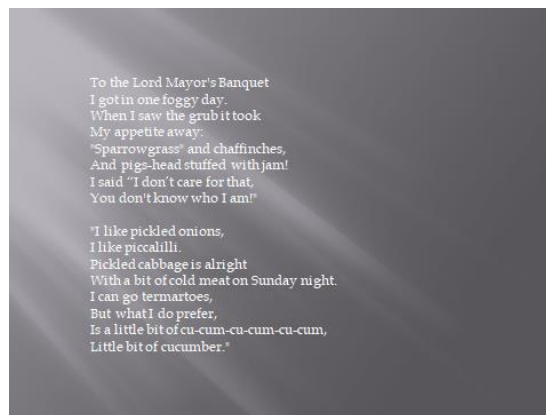 To the Lord Mayor's Banquet
I got in one foggy day.
When I saw the grub it took
My appetite away:
"Sparrowgrass" and chaffinches,
And pigs-head stuffed with jam!
I said “I don’t care for that,
You don't know who I am!"
"I like pickled onions,
I like piccalilli.
Pickled cabbage is alright
With a bit of cold meat on Sunday night.
I can go termartoes,
But what I do prefer,
Is a little bit of cu-cum-cu-cum-cu-cum,
Little bit of cucumber."